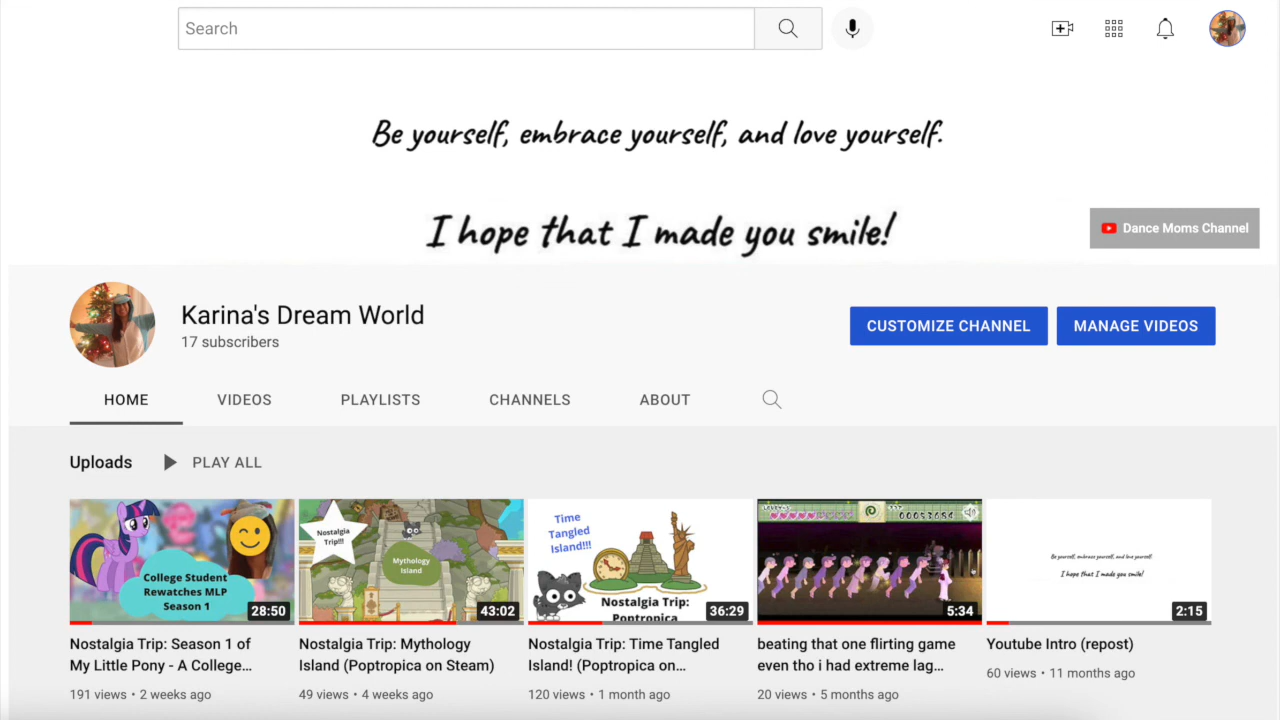 Search
Be yourself, embrace yourself, and love yourself.
I hope that I made you smile!
Dance Moms Channel
Karina's Dream World
17 subscribers
CUSTOMIZE CHANNEL
MANAGE VIDEOS
HOME
VIDEOS
PLAYLISTS
CHANNELS
ABOUT
Uploads
PLAY ALL
College Student
Rewatches MLP
Season 1
28:50
Nostalgia
Trip!!!
Mythology
Island
43:02
Time
Tangled
Island!!!
Nostalgia Trip:
Poptropica
36:29
5:34
Be yourself, embrace yourself, and love yourself.
I hope that I made you smile!
2:15
Nostalgia Trip: Season 1 of
My Little Pony - A College...
191 views • 2 weeks ago
Nostalgia Trip: Mythology
Island (Poptropica on Steam)
49 views • 4 weeks ago
Nostalgia Trip: Time Tangled
Island! (Poptropica on...
120 views • 1 month ago
beating that one flirting game
even tho i had extreme lag...
20 views • 5 months ago
Youtube Intro (repost)
60 views • 11 months ago